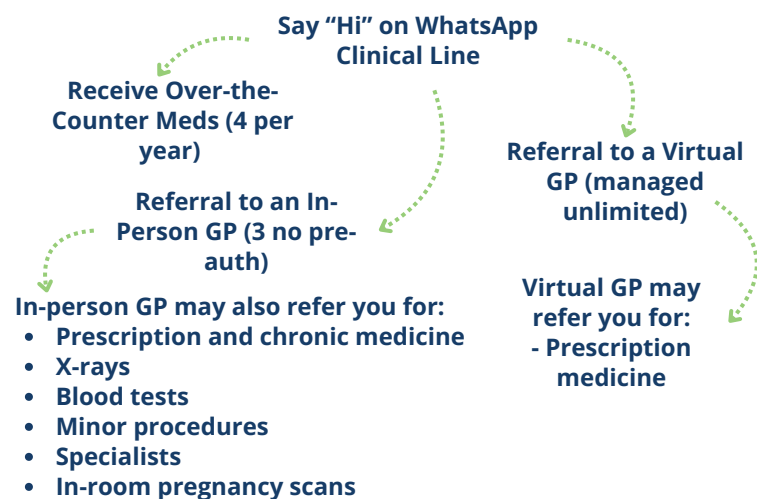 Say “Hi” on WhatsApp
Clinical Line
Receive Over-the-
Counter Meds (4 per
year)
Referral to a Virtual
GP (managed
unlimited)
Referral to an In-
Person GP (3 no pre-
auth)
In-person GP may also refer you for:
• Prescription and chronic medicine
• X-rays
• Blood tests
• Minor procedures
• Specialists
• In-room pregnancy scans
Virtual GP may
refer you for:
- Prescription
medicine